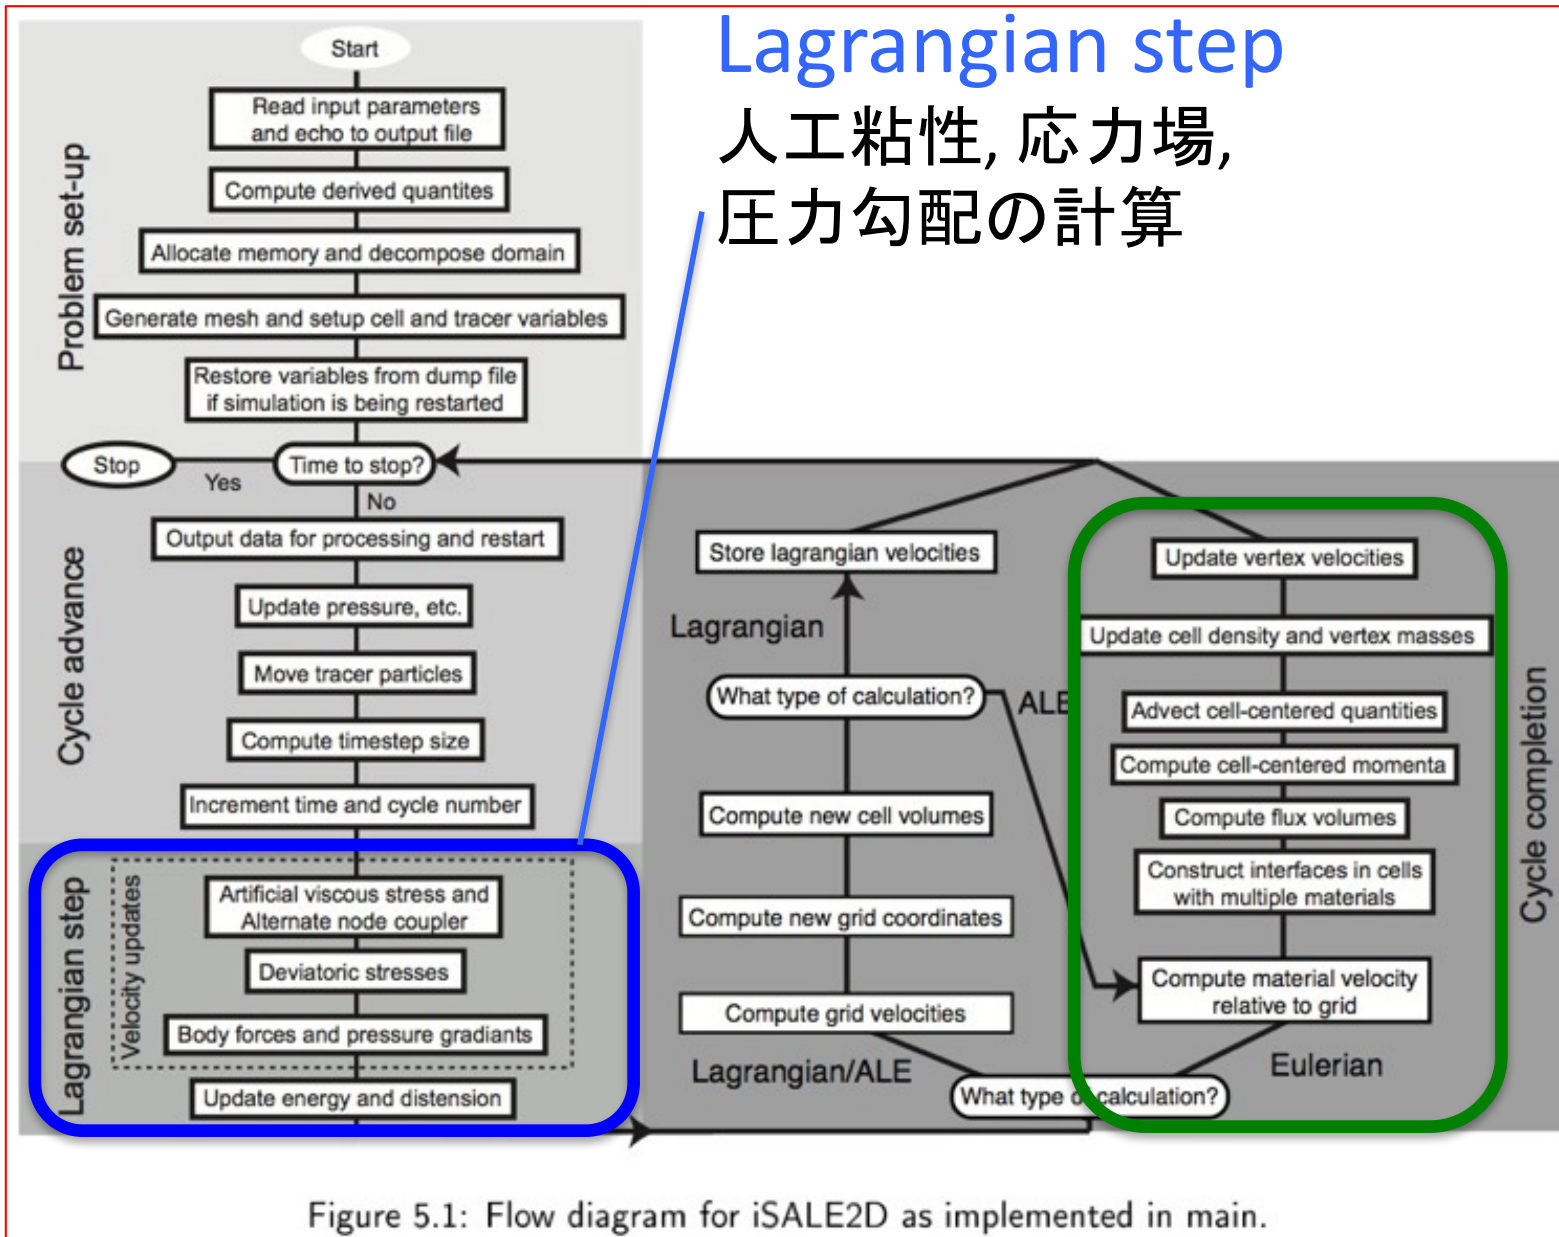 Lagrangian step
人工粘性, 応力場,
圧力勾配の計算
Problem set-up
Start
Read input parameters
and echo to output file
Compute derived quantites
Allocate memory and decompose domain
Generate mesh and setup cell and tracer variables
Restore variables from dump file
if simulation is being restarted
Stop
Yes
Time to stop?
No
Cycle advance
Output data for processing and restart
Update pressure, etc.
Move tracer particles
Compute timestep size
Increment time and cycle number
Lagrangian step
Velocity updates
Artificial viscous stress and
Alternate node coupler
Deviatoric stresses
Body forces and pressure gradiants
Update energy and distension
Store lagrangian velocities
Lagrangian
What type of calculation?
ALE
Compute new cell volumes
Compute new grid coordinates
Compute grid velocities
Lagrangian/ALE
What type of calculation?
Update vertex velocities
Update cell density and vertex masses
Advect cell-centered quantities
Compute cell-centered momenta
Compute flux volumes
Construct interfaces in cells
with multiple materials
Compute material velocity
relative to grid
Eulerian
Cycle completion
Figure 5.1: Flow diagram for iSALE2D as implemented in main.